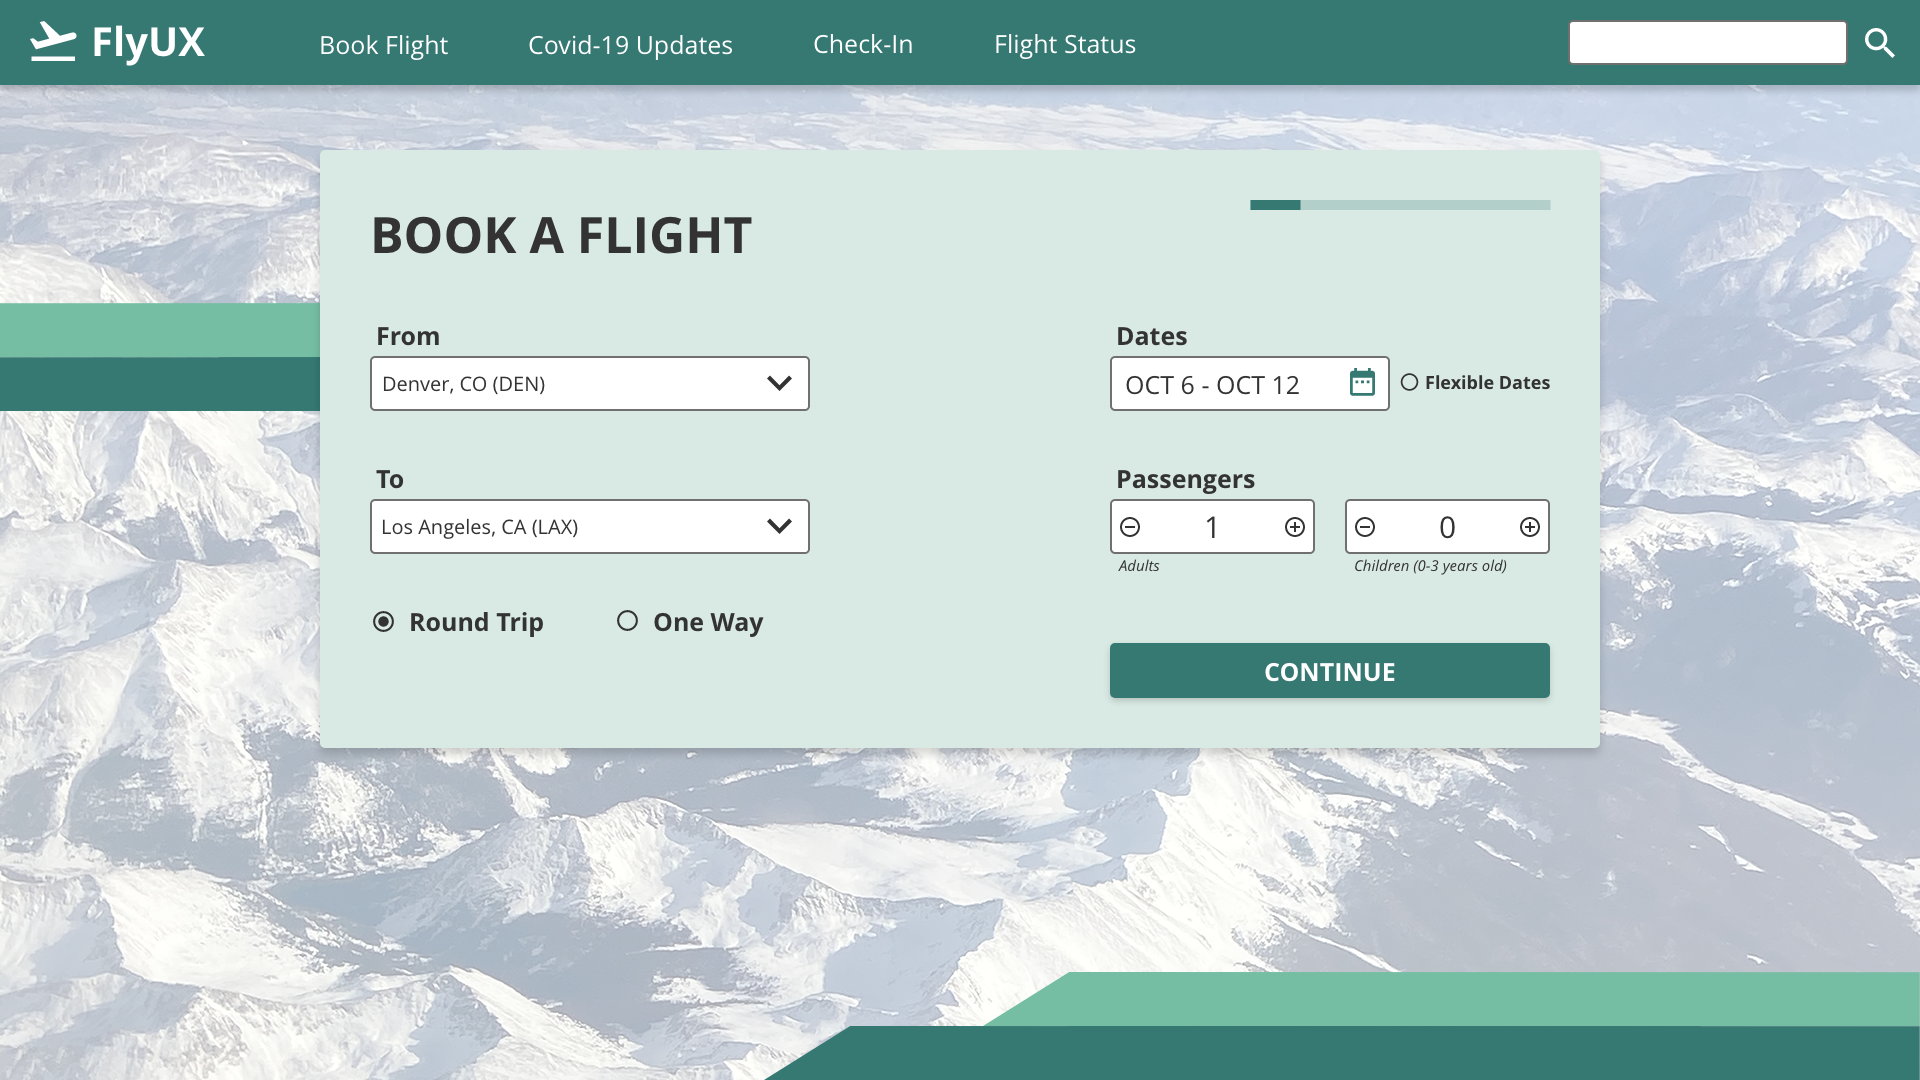 FlyUX
Book Flight
Covid-19 Updates
Check-In
Flight Status
BOOK A FLIGHT
From
Denver, CO (DEN)
To
Los Angeles, CA (LAX)
Round Trip
One Way
Dates
OCT 6 - OCT 12
Flexible Dates
Passengers
1
0
Adults
Children (0-3 years old)
CONTINUE